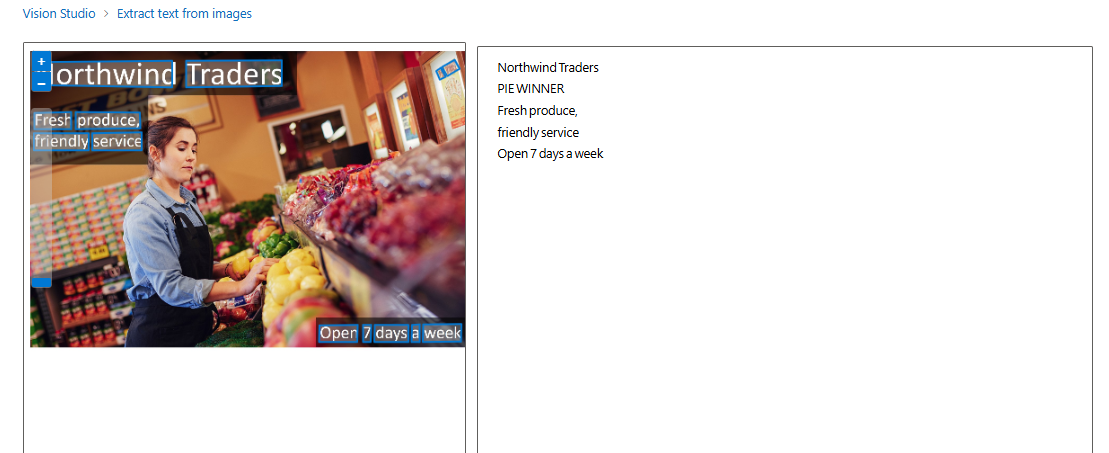 Vision Studio > Extract text from images
Northwind Traders
Fresh produce,
friendly service
Open 7 days a week
Northwind Traders
PIE WINNER
Fresh produce,
friendly service
Open 7 days a week